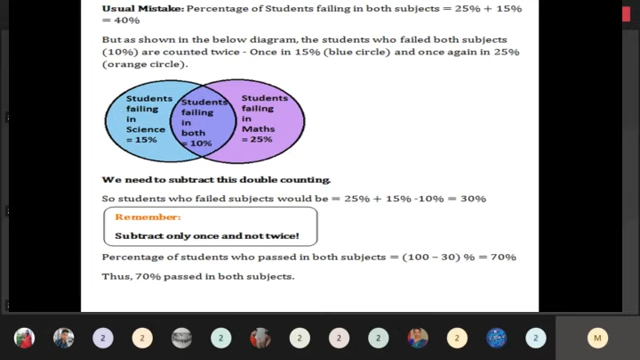 Usual Mistake: Percentage of Students failing in both subjects = 25% + 15%
= 40%
But as shown in the below diagram, the students who failed both subjects
(10%) are counted twice - Once in 15% (blue circle) and once again in 25%
(orange circle).
Students
failing
in
Science
= 15%
Students
failing
in
both
= 10%
Students
failing
in
Maths
= 25%
We need to subtract this double counting.
So students who failed subjects would be = 25% + 15% -10% = 30%
Remember:
Subtract only once and not twice!
Percentage of students who passed in both subjects = (100 – 30) % = 70%
Thus, 70% passed in both subjects.
2
2
2
2
2
2
2
2
M